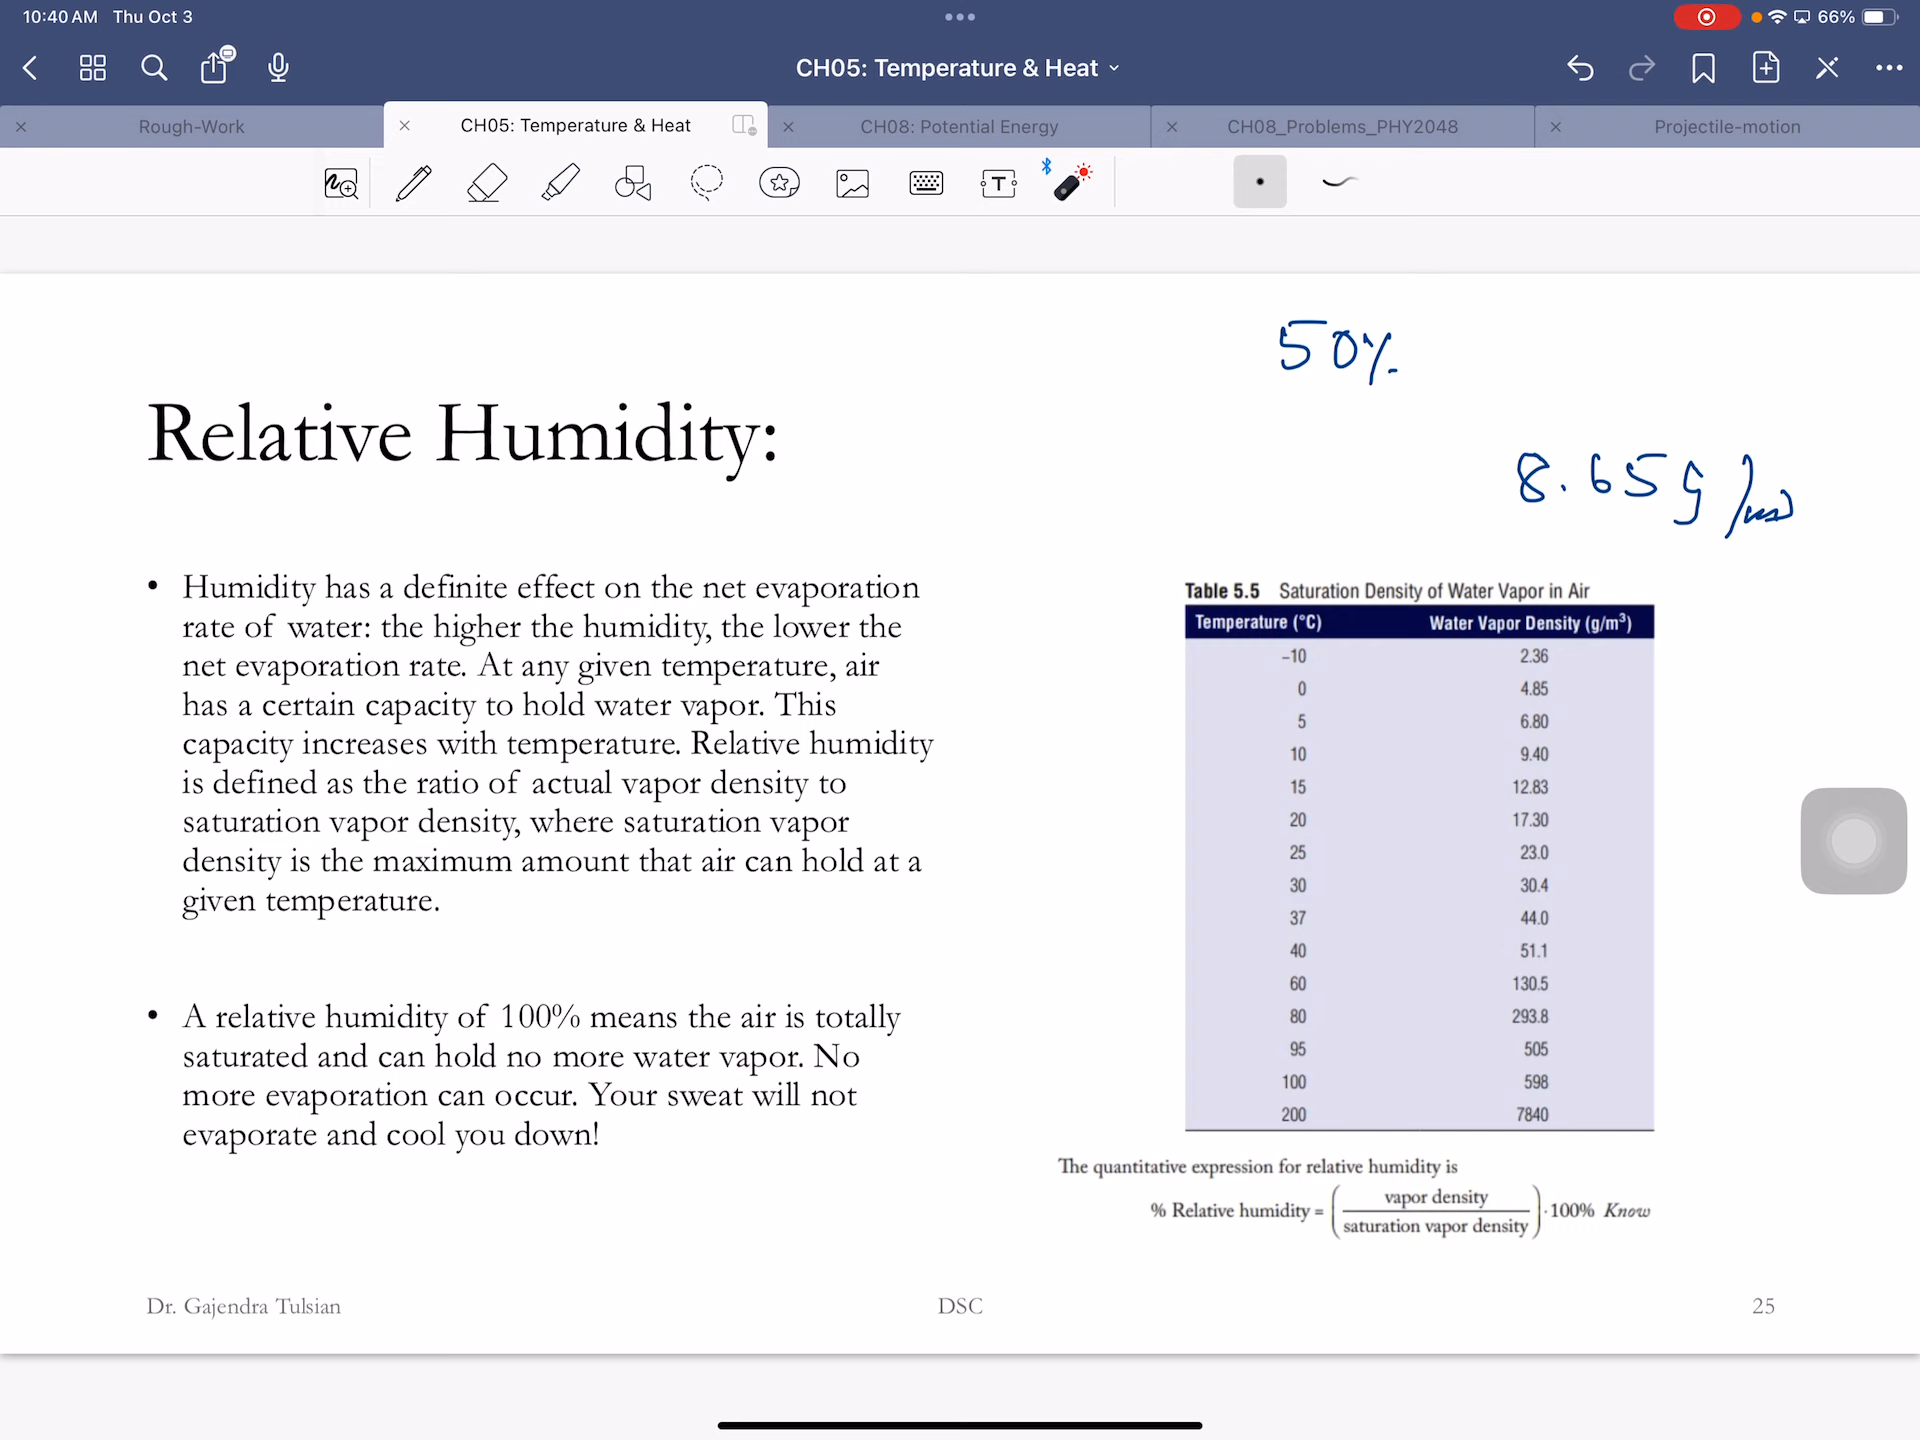 10:40 AM Thu Oct 3
66%
CH05: Temperature & Heat
Rough-Work
CH05: Temperature & Heat
CH08: Potential Energy
CH08_Problems_PHY2048
Projectile-motion
T
50%
Relative Humidity:
8.65 g/m3
• Humidity has a definite effect on the net evaporation
rate of water: the higher the humidity, the lower the
net evaporation rate. At any given temperature, air
has a certain capacity to hold water vapor. This
capacity increases with temperature. Relative humidity
is defined as the ratio of actual vapor density to
saturation vapor density, where saturation vapor
density is the maximum amount that air can hold at a
given temperature.
• A relative humidity of 100% means the air is totally
saturated and can hold no more water vapor. No
more evaporation can occur. Your sweat will not
evaporate and cool you down!
Table 5.5 Saturation Density of Water Vapor in Air
Temperature (°C) Water Vapor Density (g/m³)
−10 2.36
0 4.85
5 6.80
10 9.40
15 12.83
20 17.30
25 23.0
30 30.4
37 44.0
40 51.1
60 130.5
80 293.8
95 505
100 598
200 7840
The quantitative expression for relative humidity is
% Relative humidity = (vapor density / saturation vapor density) · 100% Know
Dr. Gajendra Tulsian
DSC
25